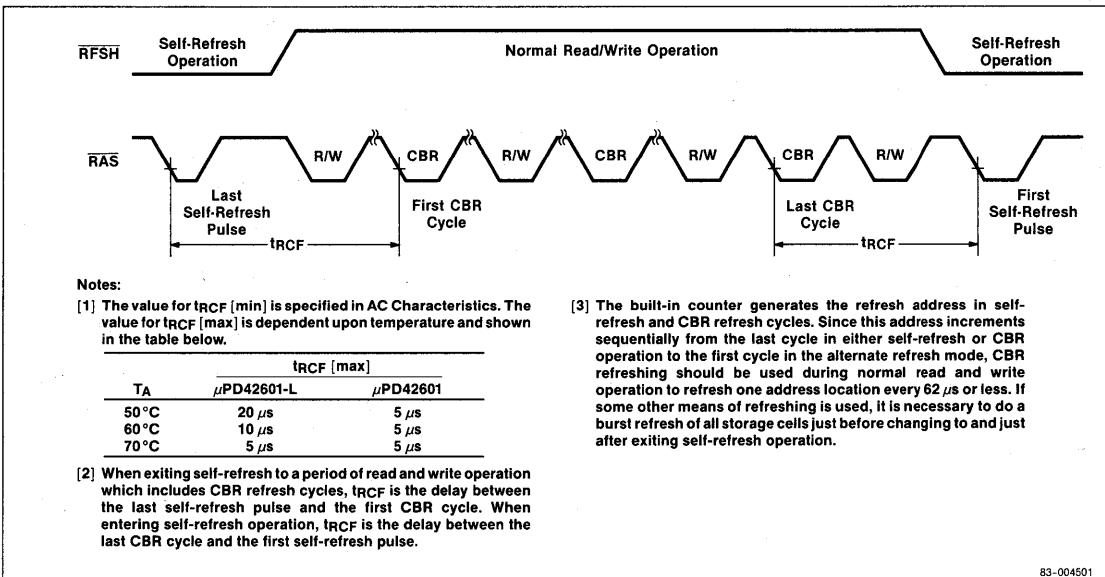 RFSH
Self-Refresh
Operation
Normal Read/Write Operation
Self-Refresh
Operation
RAS
R/W
CBR
R/W
CBR
R/W
CBR
R/W
Last
Self-Refresh
Pulse
First CBR
Cycle
Last CBR
Cycle
First
Self-Refresh
Pulse
tRCF
tRCF
Notes:
[1] The value for tRCF [min] is specified in AC Characteristics. The
value for tRCF [max] is dependent upon temperature and shown
in the table below.
tRCF [max]
TA μPD42601-L μPD42601
50°C 20 μs 5 μs
60°C 10 μs 5 μs
70°C 5 μs 5 μs
[2] When exiting self-refresh to a period of read and write operation
which includes CBR refresh cycles, tRCF is the delay between
the last self-refresh pulse and the first CBR cycle. When
entering self-refresh operation, tRCF is the delay between the
last CBR cycle and the first self-refresh pulse.
[3] The built-in counter generates the refresh address in self-
refresh and CBR refresh cycles. Since this address increments
sequentially from the last cycle in either self-refresh or CBR
operation to the first cycle in the alternate refresh mode, CBR
refreshing should be used during normal read and write
operation to refresh one address location every 62 μs or less. If
some other means of refreshing is used, it is necessary to do a
burst refresh of all storage cells just before changing to and just
after exiting self-refresh operation.
83-004501